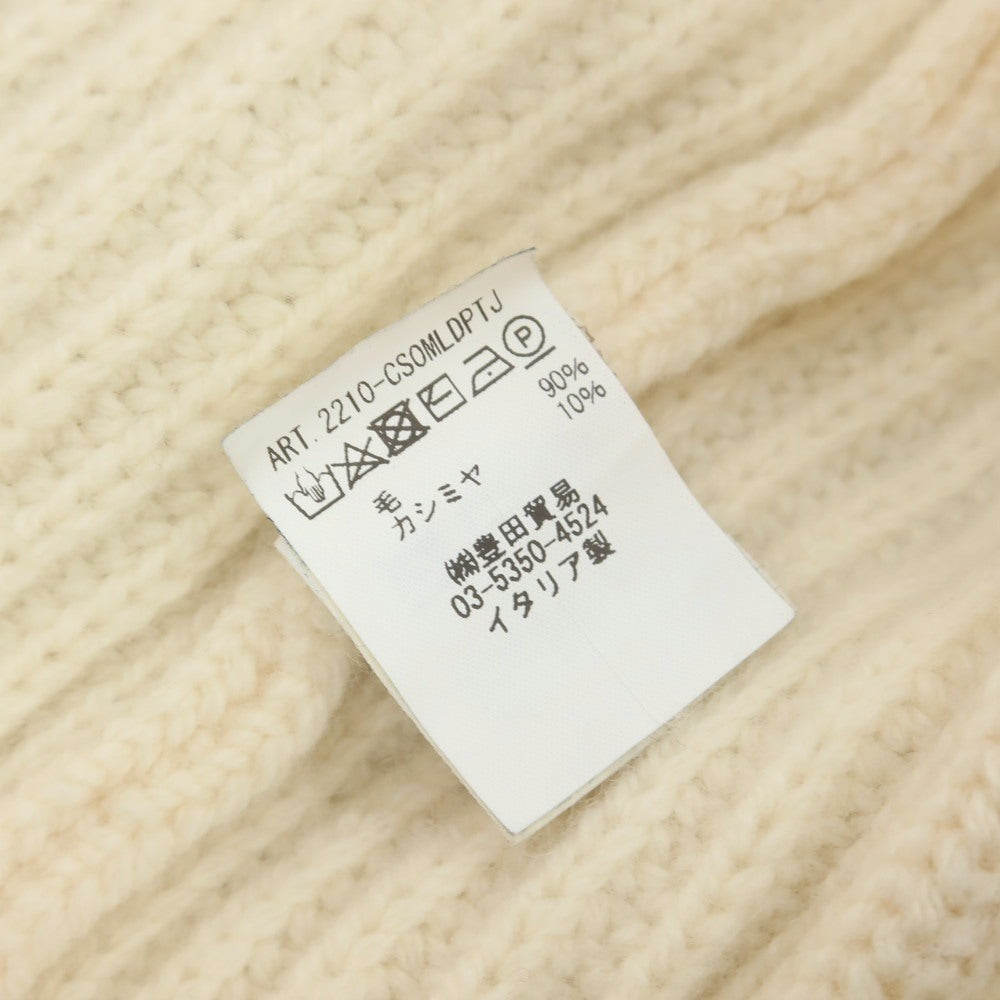 ART. 2210-CSOMLDPTJ
P
毛 90%
カシミヤ 10%
㈱豊田貿易
03-5350-4524
イタリア製